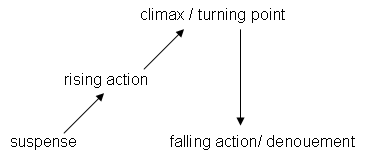 climax / turning point
rising action
suspense
falling action/ denouement